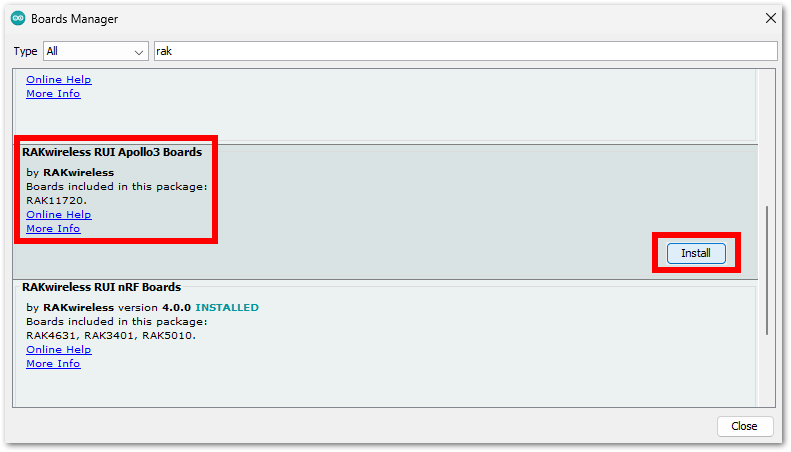 Boards Manager
Type All rak
Online Help
More Info
RAKwireless RUI Apollo3 Boards
by RAKwireless
Boards included in this package:
RAK11720.
Online Help
More Info
Install
RAKwireless RUI nRF Boards
by RAKwireless version 4.0.0 INSTALLED
Boards included in this package:
RAK4631, RAK3401, RAK5010.
Online Help
More Info
Close